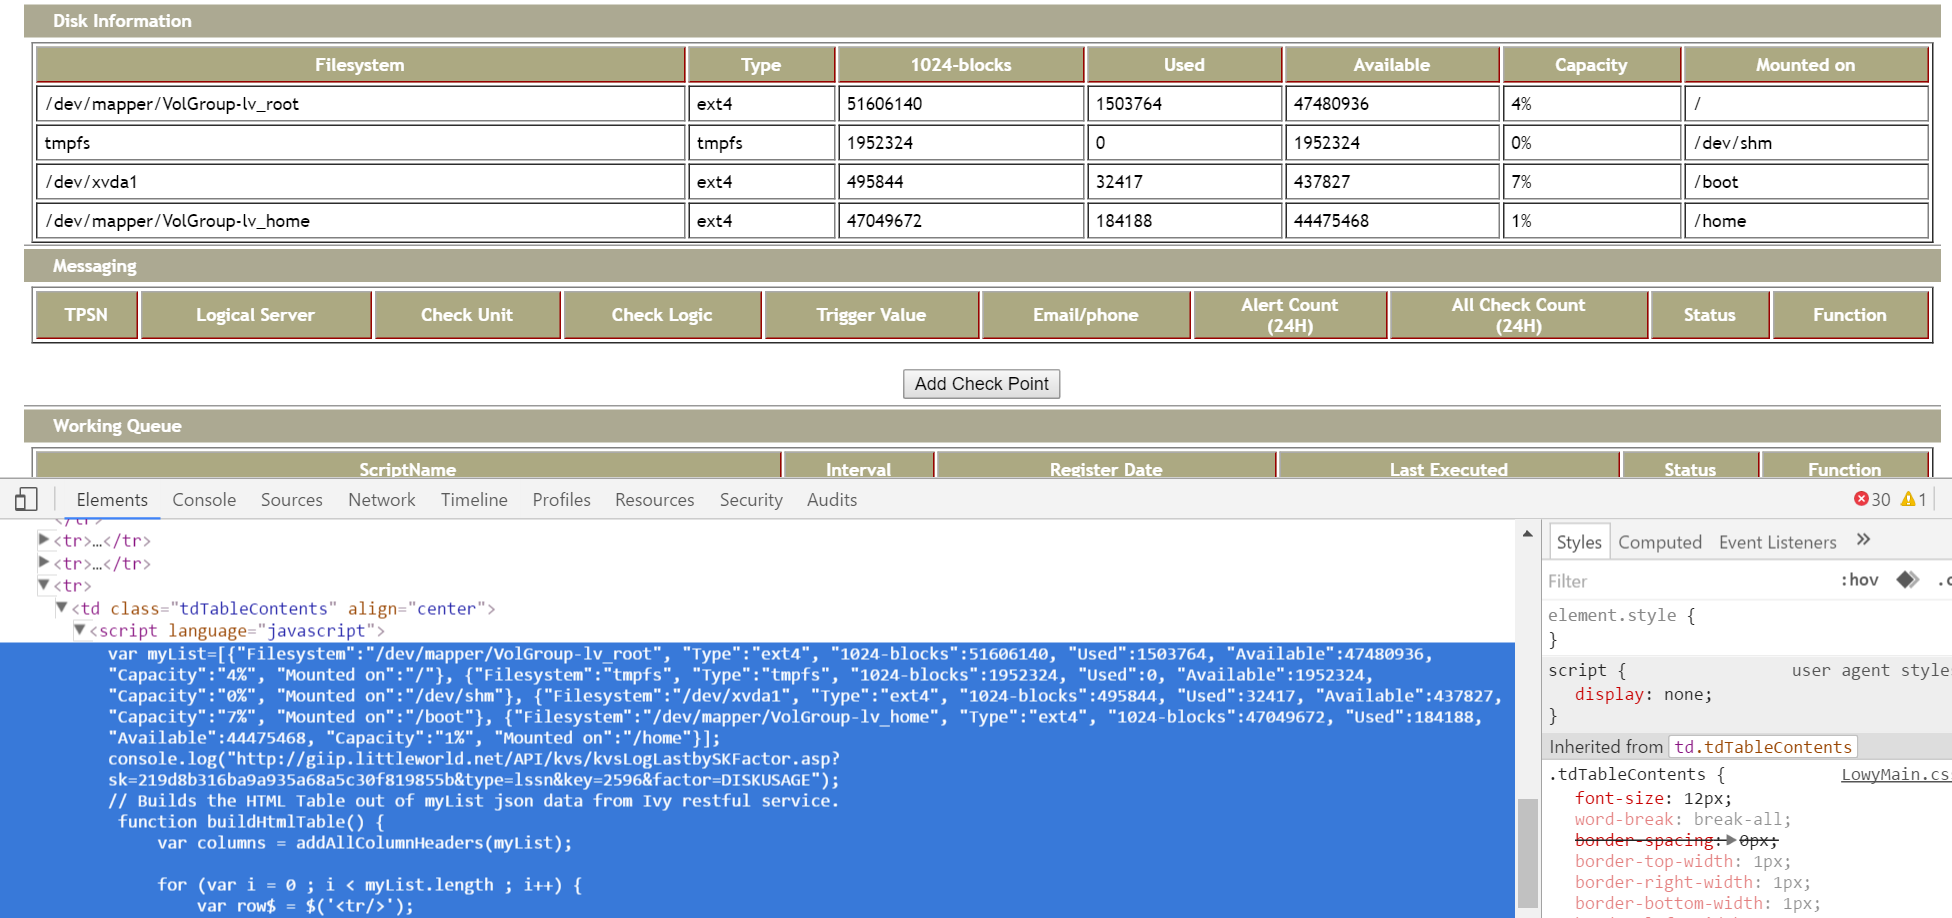 Disk Information
Filesystem Type 1024-blocks Used Available Capacity Mounted on
/dev/mapper/VolGroup-lv_root ext4 51606140 1503764 47480936 4% /
tmpfs tmpfs 1952324 0 1952324 0% /dev/shm
/dev/xvda1 ext4 495844 32417 437827 7% /boot
/dev/mapper/VolGroup-lv_home ext4 47049672 184188 44475468 1% /home
Messaging
TPSN Logical Server Check Unit Check Logic Trigger Value Email/phone Alert Count (24H) All Check Count (24H) Status Function
Add Check Point
Working Queue
ScriptName Interval Register Date Last Executed Status Function
Elements Console Sources Network Timeline Profiles Resources Security Audits 30 1
</tr>
<tr>…</tr>
<tr>…</tr>
<tr>
<td class="tdTableContents" align="center">
<script language="javascript">
var myList=[{"Filesystem":"/dev/mapper/VolGroup-lv_root", "Type":"ext4", "1024-blocks":51606140, "Used":1503764, "Available":47480936,
"Capacity":"4%", "Mounted on":"/"}, {"Filesystem":"tmpfs", "Type":"tmpfs", "1024-blocks":1952324, "Used":0, "Available":1952324,
"Capacity":"0%", "Mounted on":"/dev/shm"}, {"Filesystem":"/dev/xvda1", "Type":"ext4", "1024-blocks":495844, "Used":32417, "Available":437827,
"Capacity":"7%", "Mounted on":"/boot"}, {"Filesystem":"/dev/mapper/VolGroup-lv_home", "Type":"ext4", "1024-blocks":47049672, "Used":184188,
"Available":44475468, "Capacity":"1%", "Mounted on":"/home"}];
console.log("http://giip.littleworld.net/API/kvs/kvsLogLastbySKFactor.asp?
sk=219d8b316ba9a935a68a5c30f819855b&type=lssn&key=2596&factor=DISKUSAGE");
// Builds the HTML Table out of myList json data from Ivy restful service.
function buildHtmlTable() {
var columns = addAllColumnHeaders(myList);
for (var i = 0 ; i < myList.length ; i++) {
var row$ = $('<tr/>');
Styles Computed Event Listeners »
Filter :hov .c
element.style {
}
script { user agent style
display: none;
}
Inherited from td.tdTableContents
.tdTableContents { LowyMain.cs
font-size: 12px;
word-break: break-all;
border-spacing: 0px;
border-top-width: 1px;
border-right-width: 1px;
border-bottom-width: 1px;